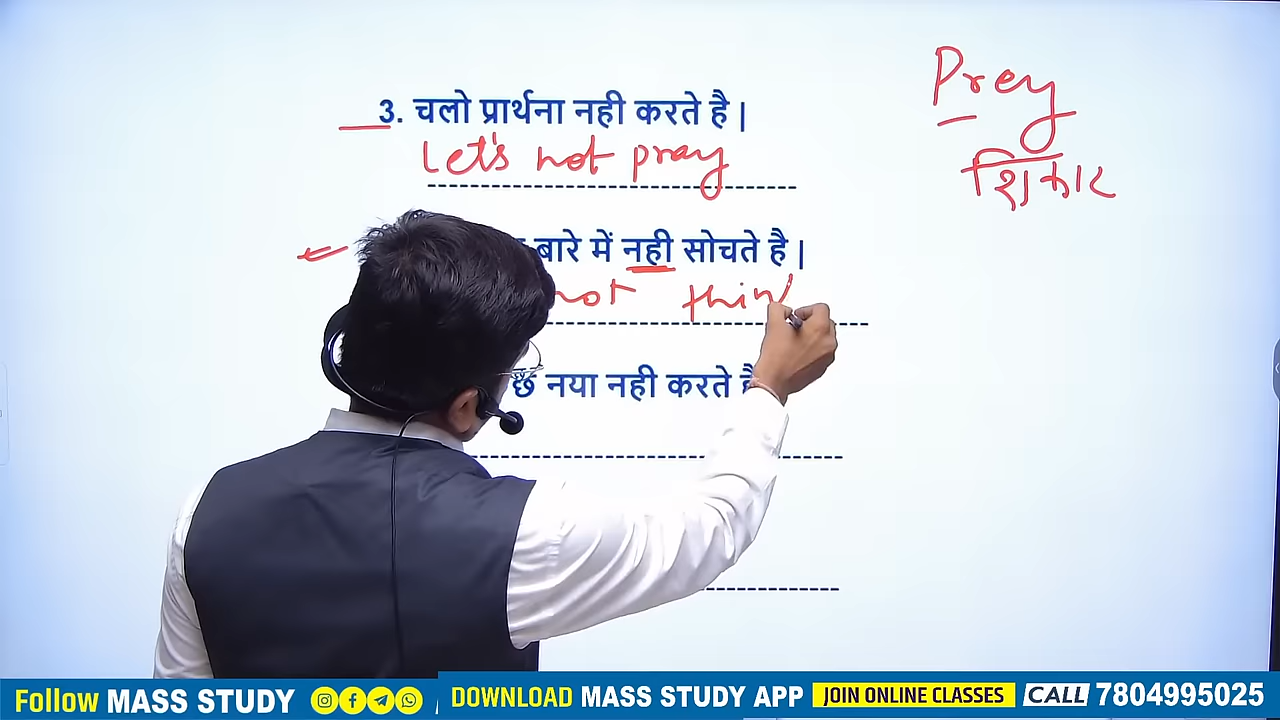 3. चलो प्रार्थना नही करते है |
Let's not pray
Prey
शिकार
बारे में नही सोचते है |
not think
नया नही करते है
Follow MASS STUDY
DOWNLOAD MASS STUDY APP JOIN ONLINE CLASSES CALL 7804995025